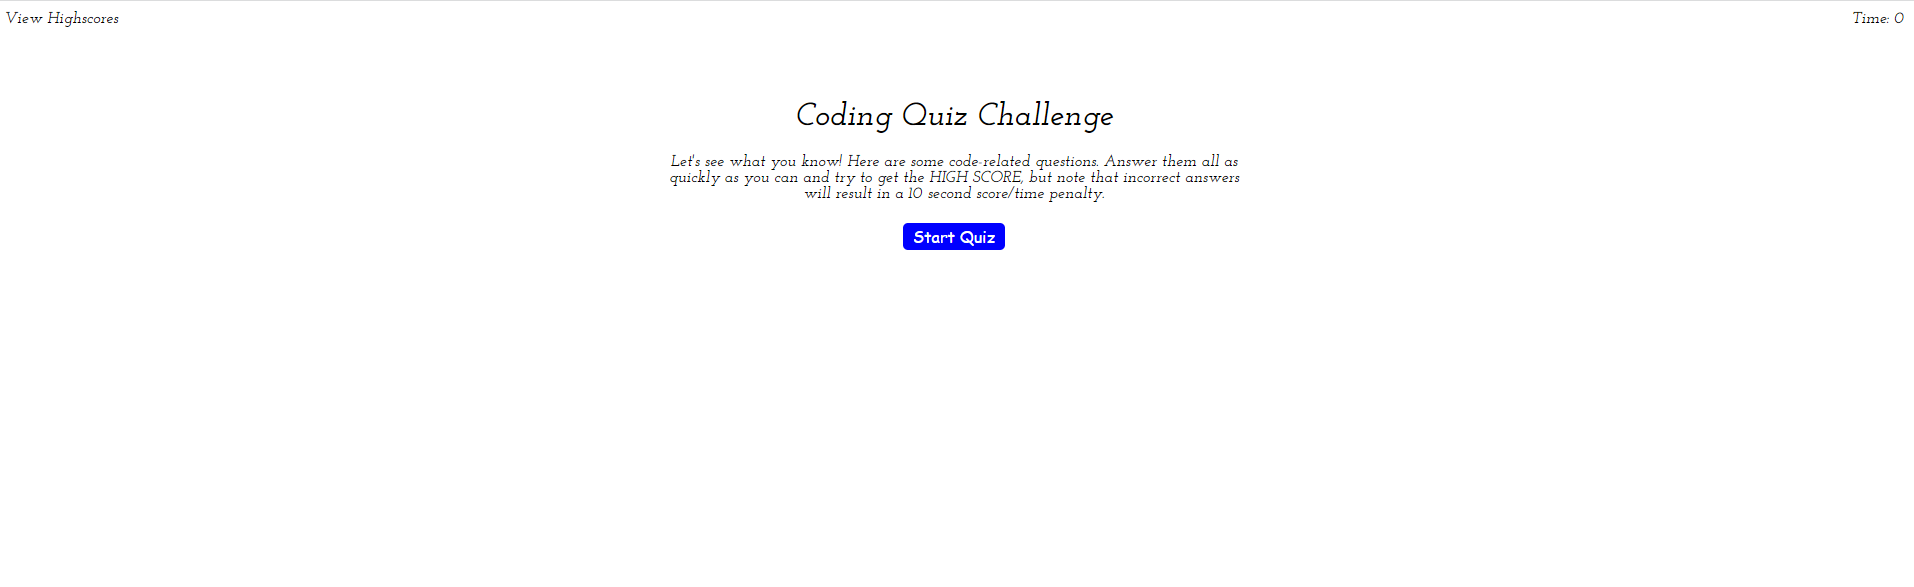 View Highscores
Time: 0
Coding Quiz Challenge
Let's see what you know! Here are some code-related questions. Answer them all as
quickly as you can and try to get the HIGH SCORE, but note that incorrect answers
will result in a 10 second score/time penalty.
Start Quiz